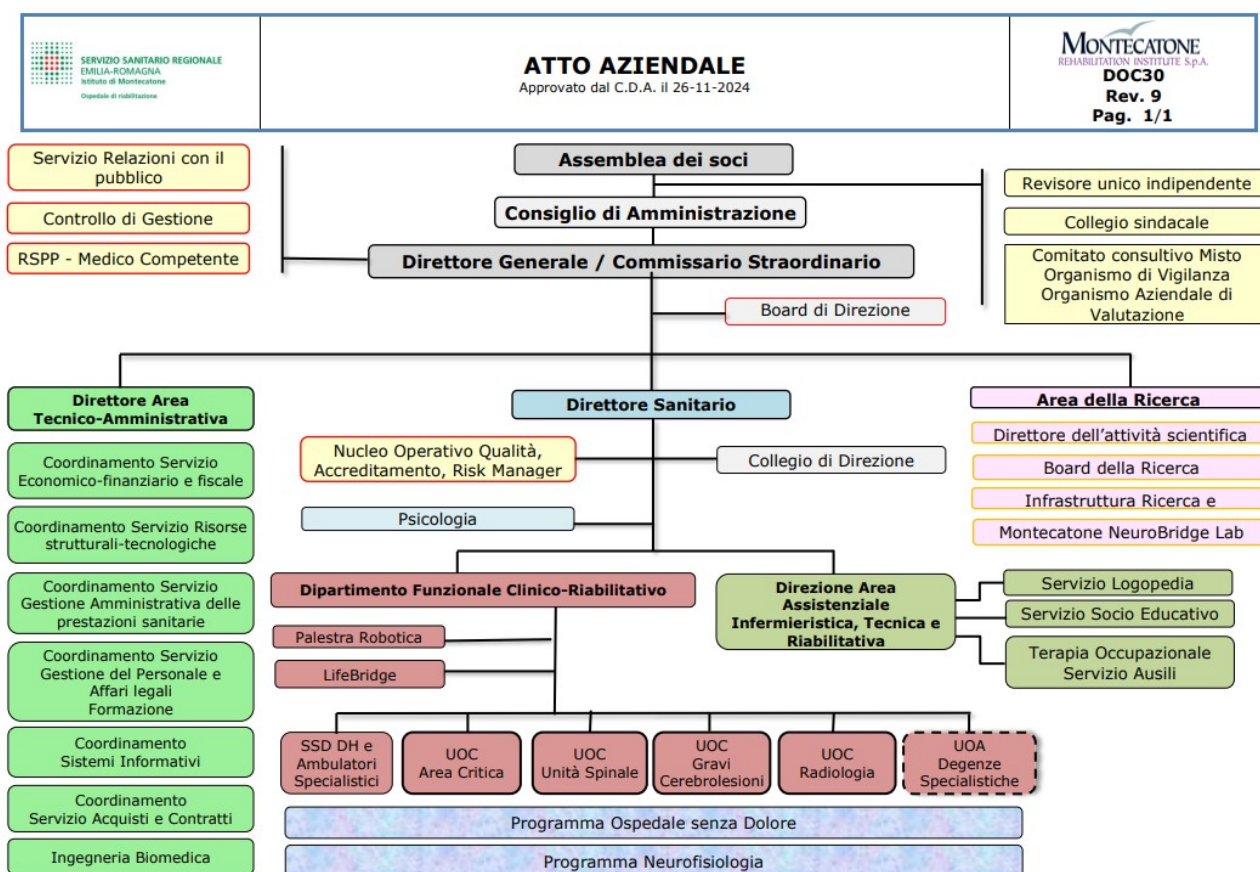 SERVIZIO SANITARIO REGIONALE
EMILIA-ROMAGNA
Istituto di Montecatone
Ospedale di riabilitazione
ATTO AZIENDALE
Approvato dal C.D.A. il 26-11-2024
MONTECATONE
REHABILITATION INSTITUTE S.p.A.
DOC30
Rev. 9
Pag. 1/1
Servizio Relazioni con il
pubblico
Controllo di Gestione
RSPP - Medico Competente
Assemblea dei soci
Consiglio di Amministrazione
Direttore Generale / Commissario Straordinario
Board di Direzione
Revisore unico indipendente
Collegio sindacale
Comitato consultivo Misto
Organismo di Vigilanza
Organismo Aziendale di
Valutazione
Direttore Area
Tecnico-Amministrativa
Coordinamento Servizio
Economico-finanziario e fiscale
Coordinamento Servizio Risorse
strutturali-tecnologiche
Coordinamento Servizio
Gestione Amministrativa delle
prestazioni sanitarie
Coordinamento Servizio
Gestione del Personale e
Affari legali
Formazione
Coordinamento
Sistemi Informativi
Coordinamento
Servizio Acquisti e Contratti
Ingegneria Biomedica
Direttore Sanitario
Nucleo Operativo Qualità,
Accreditamento, Risk Manager
Collegio di Direzione
Psicologia
Dipartimento Funzionale Clinico-Riabilitativo
Palestra Robotica
LifeBridge
Direzione Area
Assistenziale
Infermieristica, Tecnica e
Riabilitativa
Servizio Logopedia
Servizio Socio Educativo
Terapia Occupazionale
Servizio Ausili
SSD DH e
Ambulatori
Specialistici
UOC
Area Critica
UOC
Unità Spinale
UOC
Gravi
Cerebrolesioni
UOC
Radiologia
UOA
Degenze
Specialistiche
Programma Ospedale senza Dolore
Programma Neurofisiologia
Area della Ricerca
Direttore dell'attività scientifica
Board della Ricerca
Infrastruttura Ricerca e
Montecatone NeuroBridge Lab